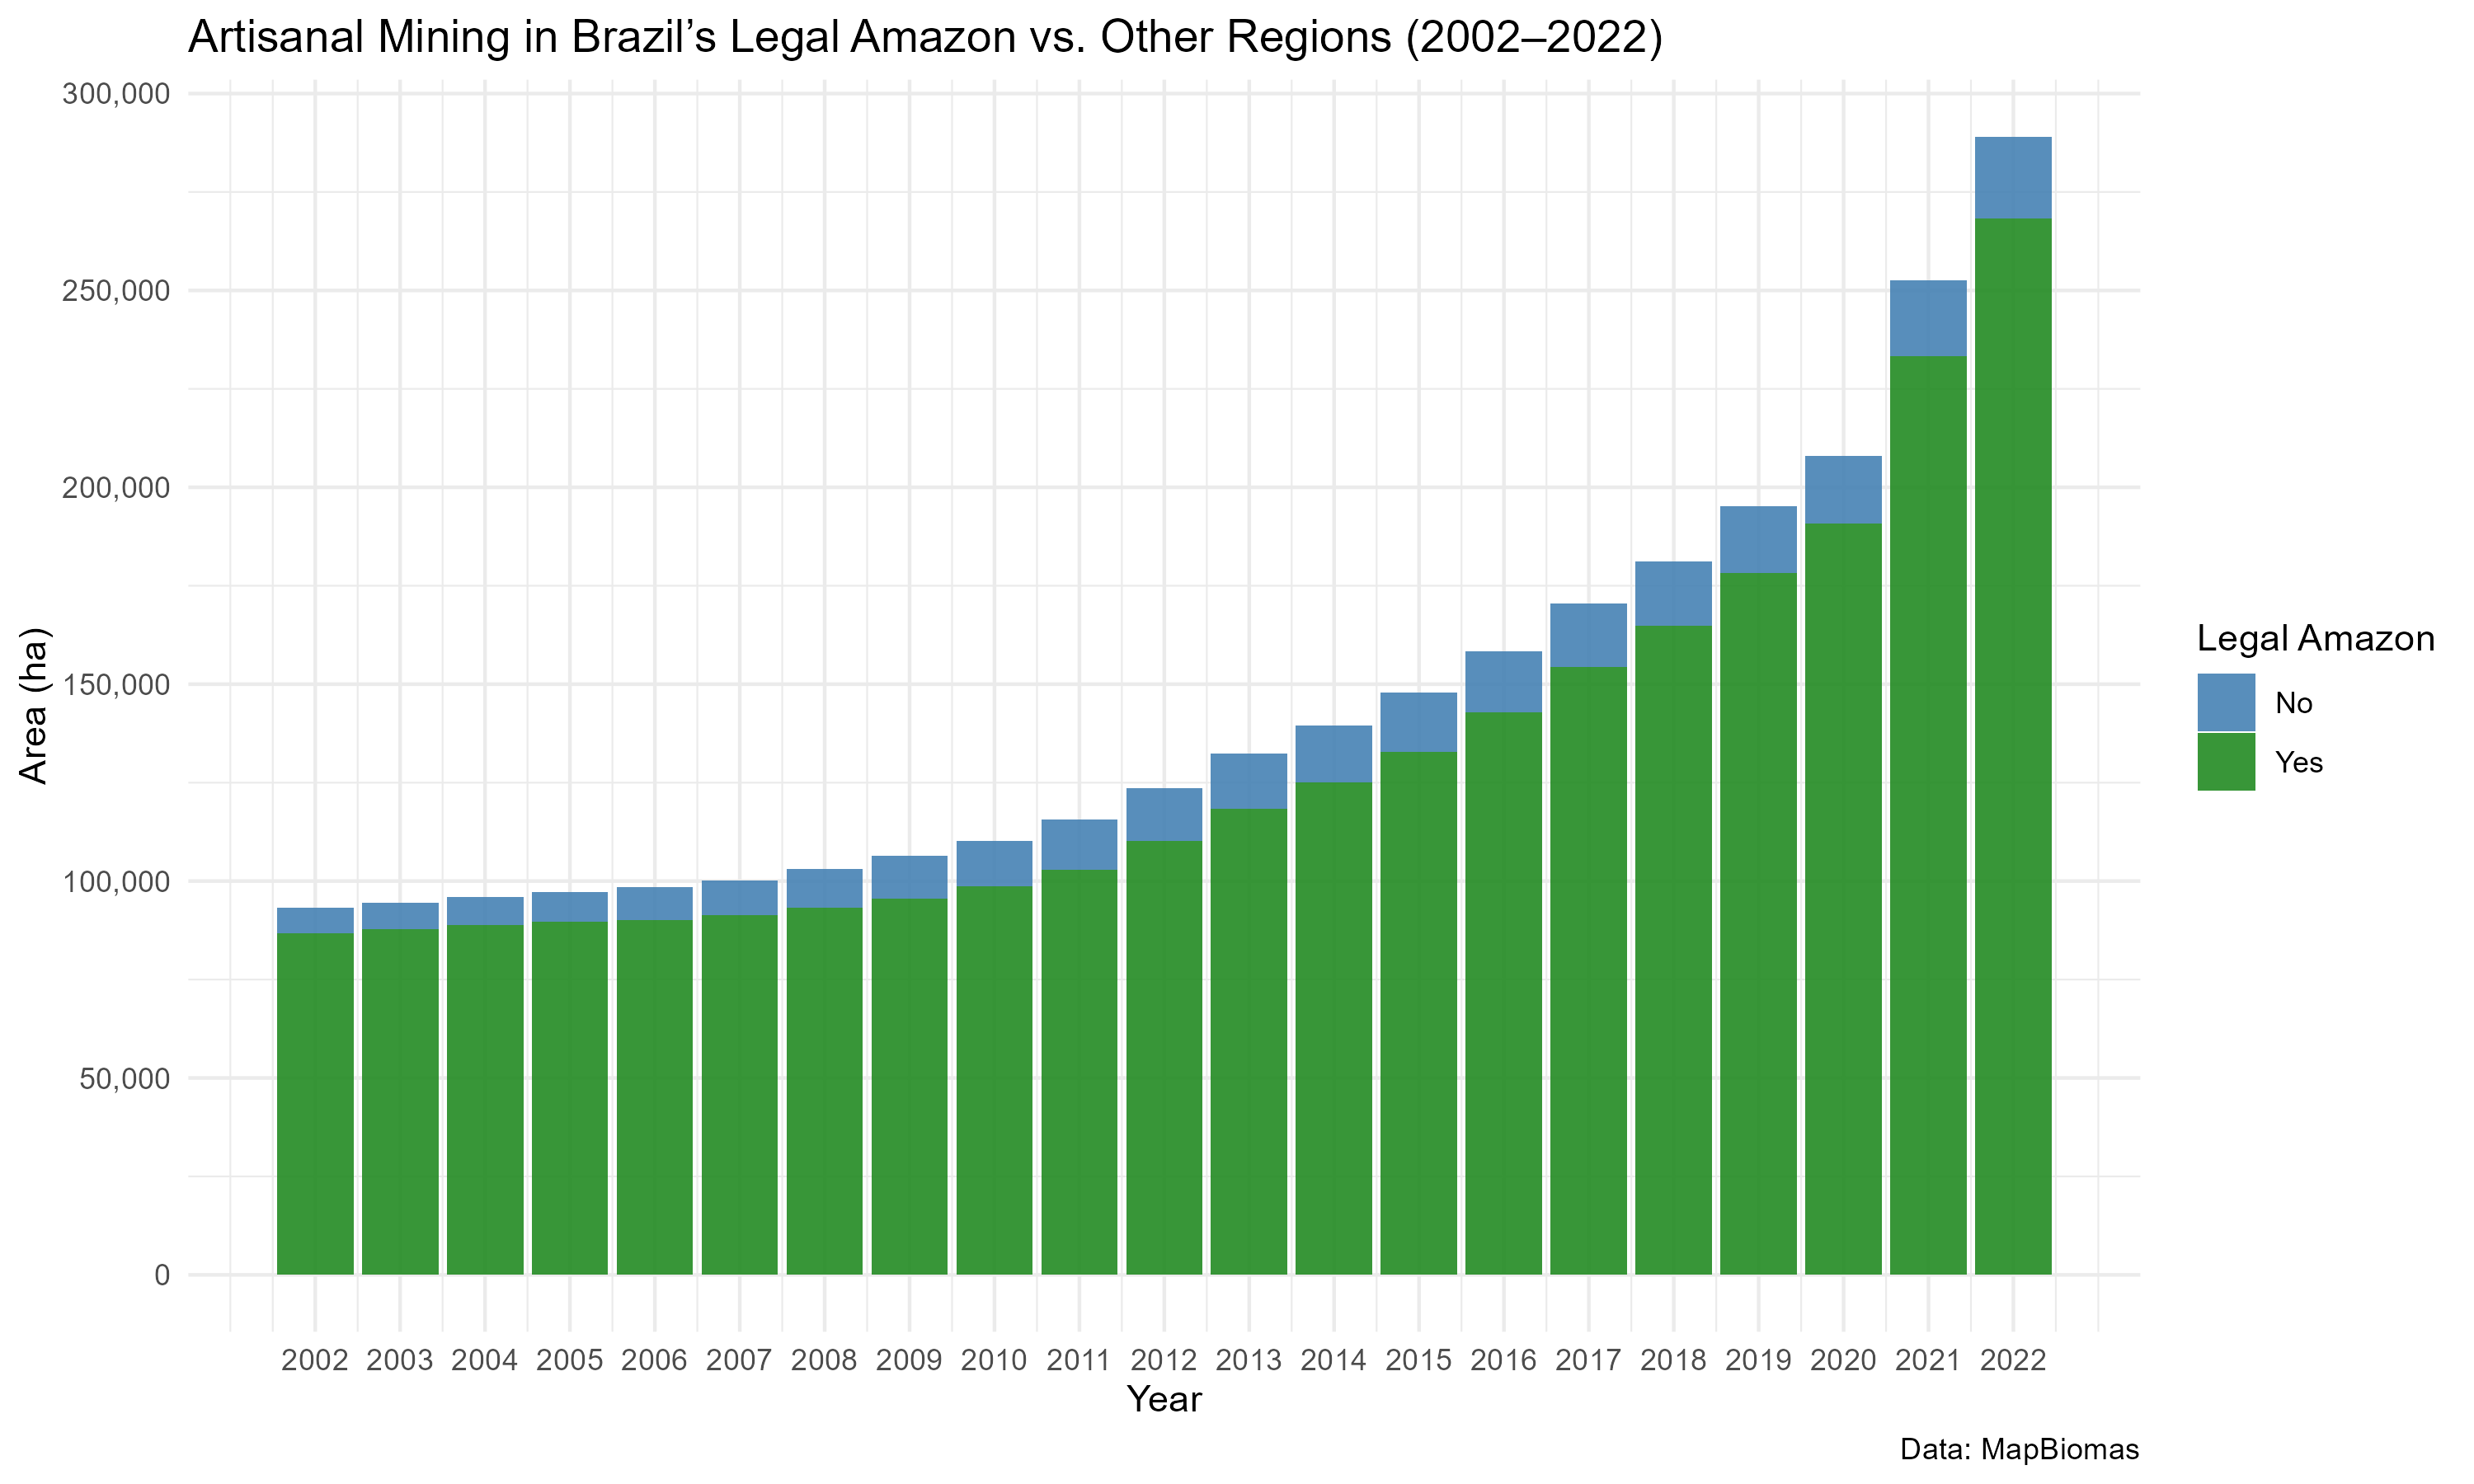 Artisanal Mining in Brazil’s Legal Amazon vs. Other Regions (2002–2022)
300,000
250,000
200,000
150,000
100,000
50,000
0
Area (ha)
2002 2003 2004 2005 2006 2007 2008 2009 2010 2011 2012 2013 2014 2015 2016 2017 2018 2019 2020 2021 2022
Year
Legal Amazon
No
Yes
Data: MapBiomas